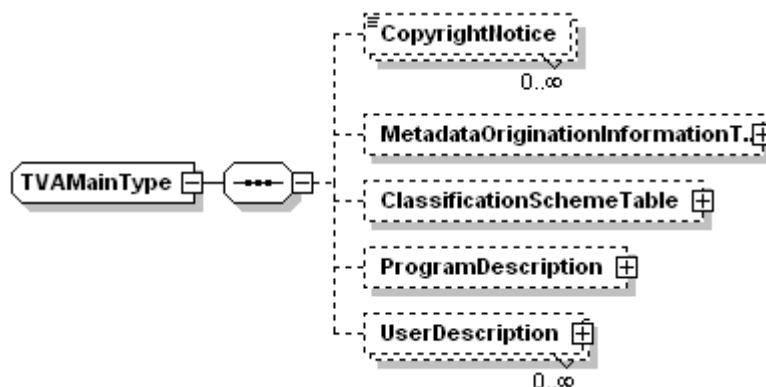 CopyrightNotice
0..∞
MetadataOriginationInformationT..
TVAMainType
ClassificationSchemeTable
ProgramDescription
UserDescription
0..∞